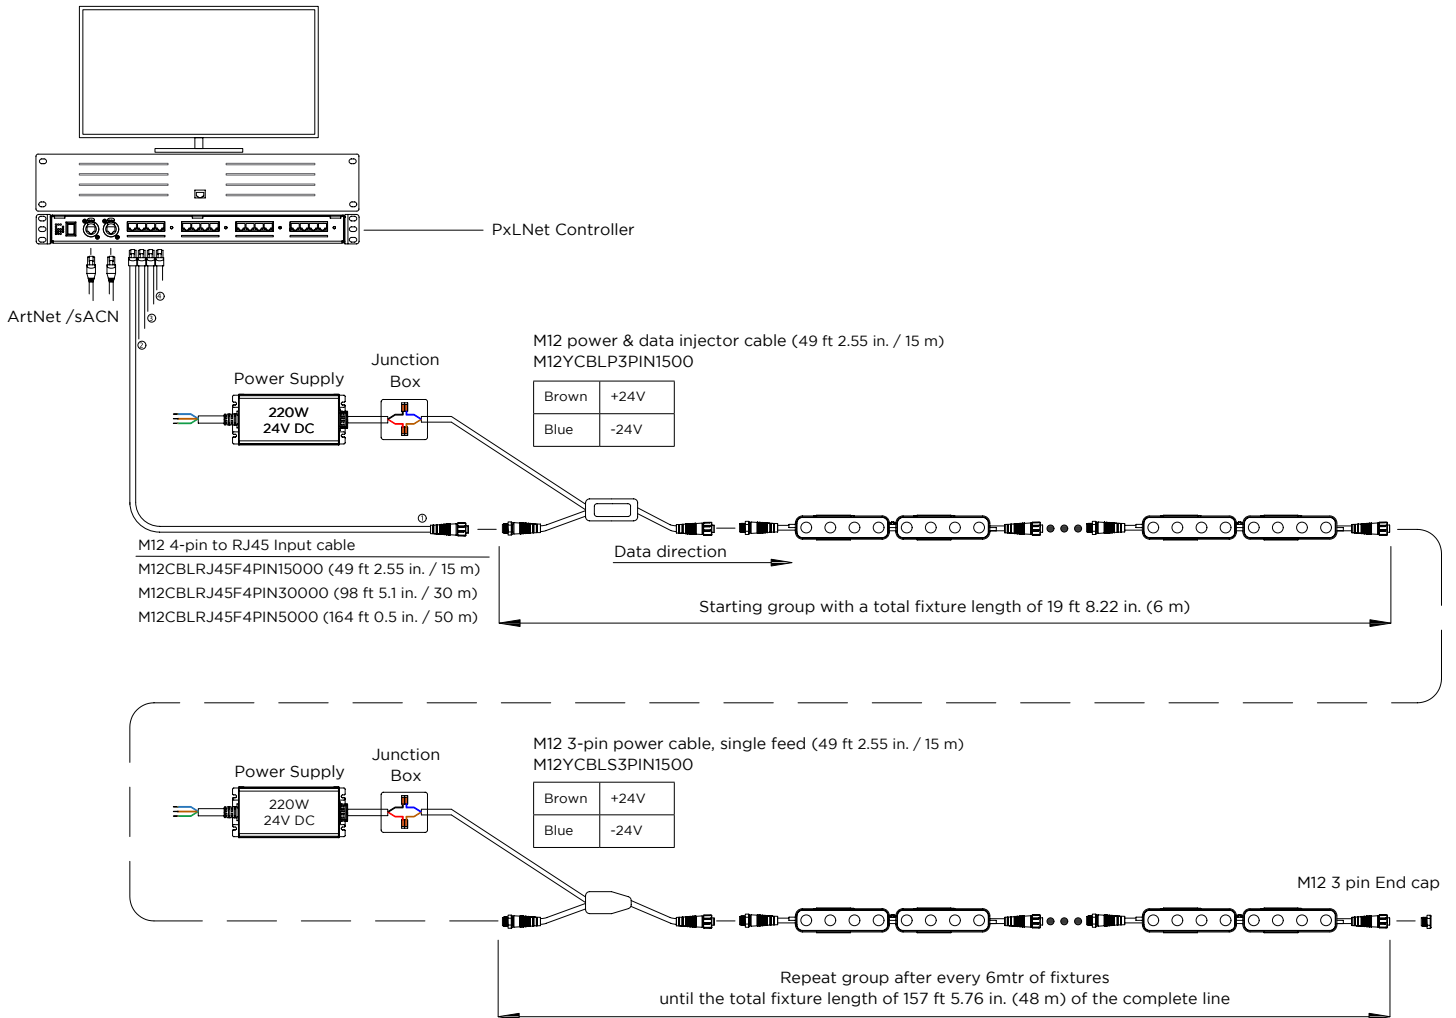 PxLNet Controller
ArtNet /sACN
④
③
②
M12 power & data injector cable (49 ft 2.55 in. / 15 m)
M12YCBLP3PIN1500
Brown +24V
Blue -24V
Power Supply
Junction
Box
220W
24V DC
①
M12 4-pin to RJ45 Input cable
M12CBLRJ45F4PIN15000 (49 ft 2.55 in. / 15 m)
M12CBLRJ45F4PIN30000 (98 ft 5.1 in. / 30 m)
M12CBLRJ45F4PIN5000 (164 ft 0.5 in. / 50 m)
Data direction
Starting group with a total fixture length of 19 ft 8.22 in. (6 m)
M12 3-pin power cable, single feed (49 ft 2.55 in. / 15 m)
M12YCBLS3PIN1500
Brown +24V
Blue -24V
Power Supply
Junction
Box
220W
24V DC
M12 3 pin End cap
Repeat group after every 6mtr of fixtures
until the total fixture length of 157 ft 5.76 in. (48 m) of the complete line